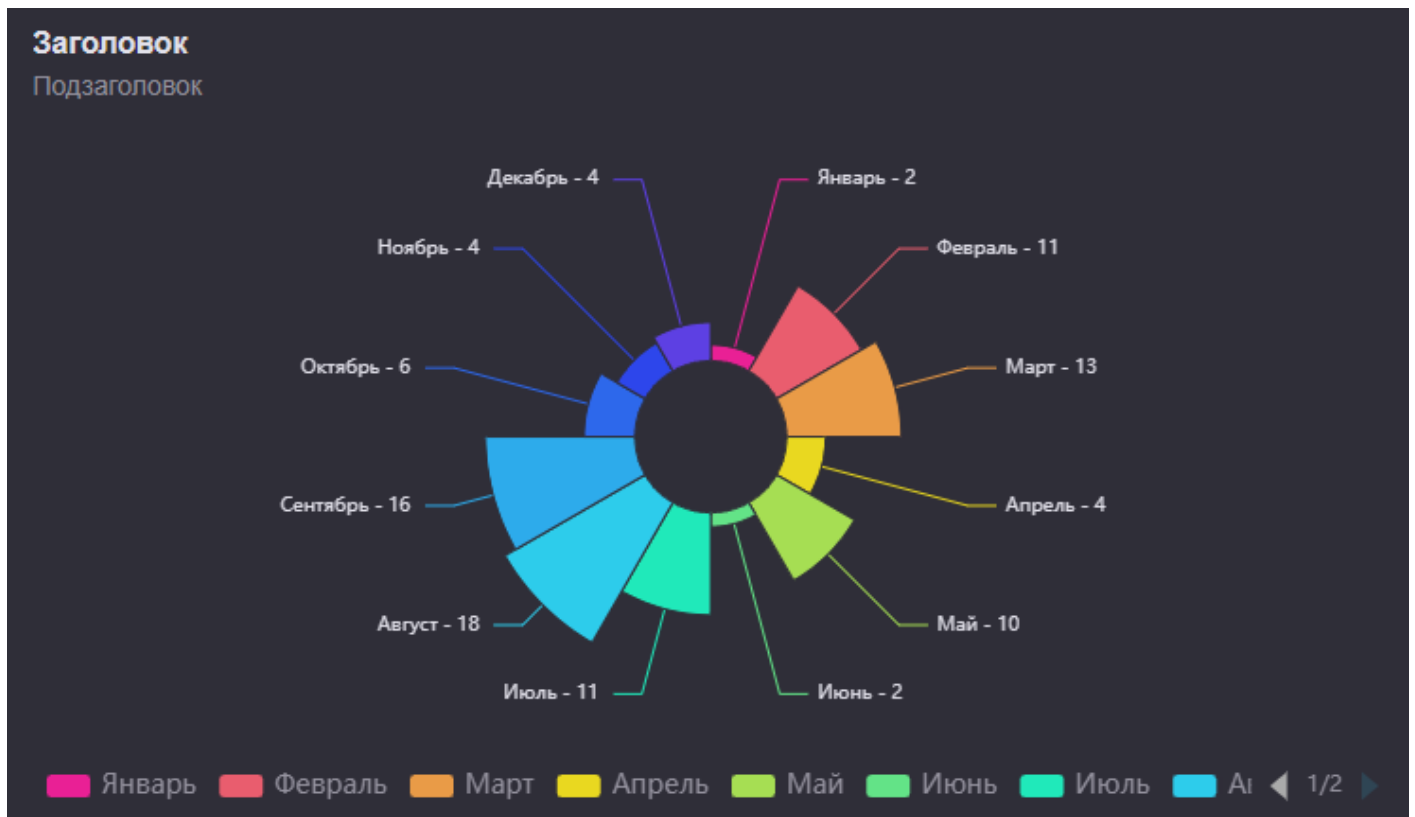 Заголовок
Подзаголовок
Декабрь - 4
Январь - 2
Ноябрь - 4
Февраль - 11
Октябрь - 6
Март - 13
Сентябрь - 16
Апрель - 4
Август - 18
Май - 10
Июль - 11
Июнь - 2
Январь Февраль Март Апрель Май Июнь Июль 1/2